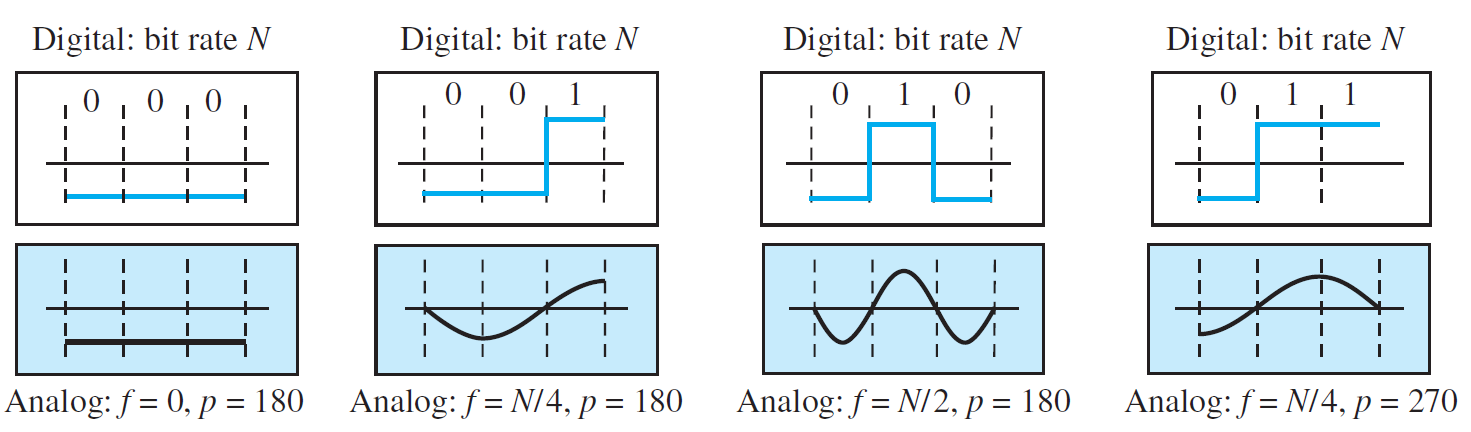 Digital: bit rate N
0 0 0
Analog: f = 0, p = 180
Digital: bit rate N
0 0 1
Analog: f = N/4, p = 180
Digital: bit rate N
0 1 0
Analog: f = N/2, p = 180
Digital: bit rate N
0 1 1
Analog: f = N/4, p = 270